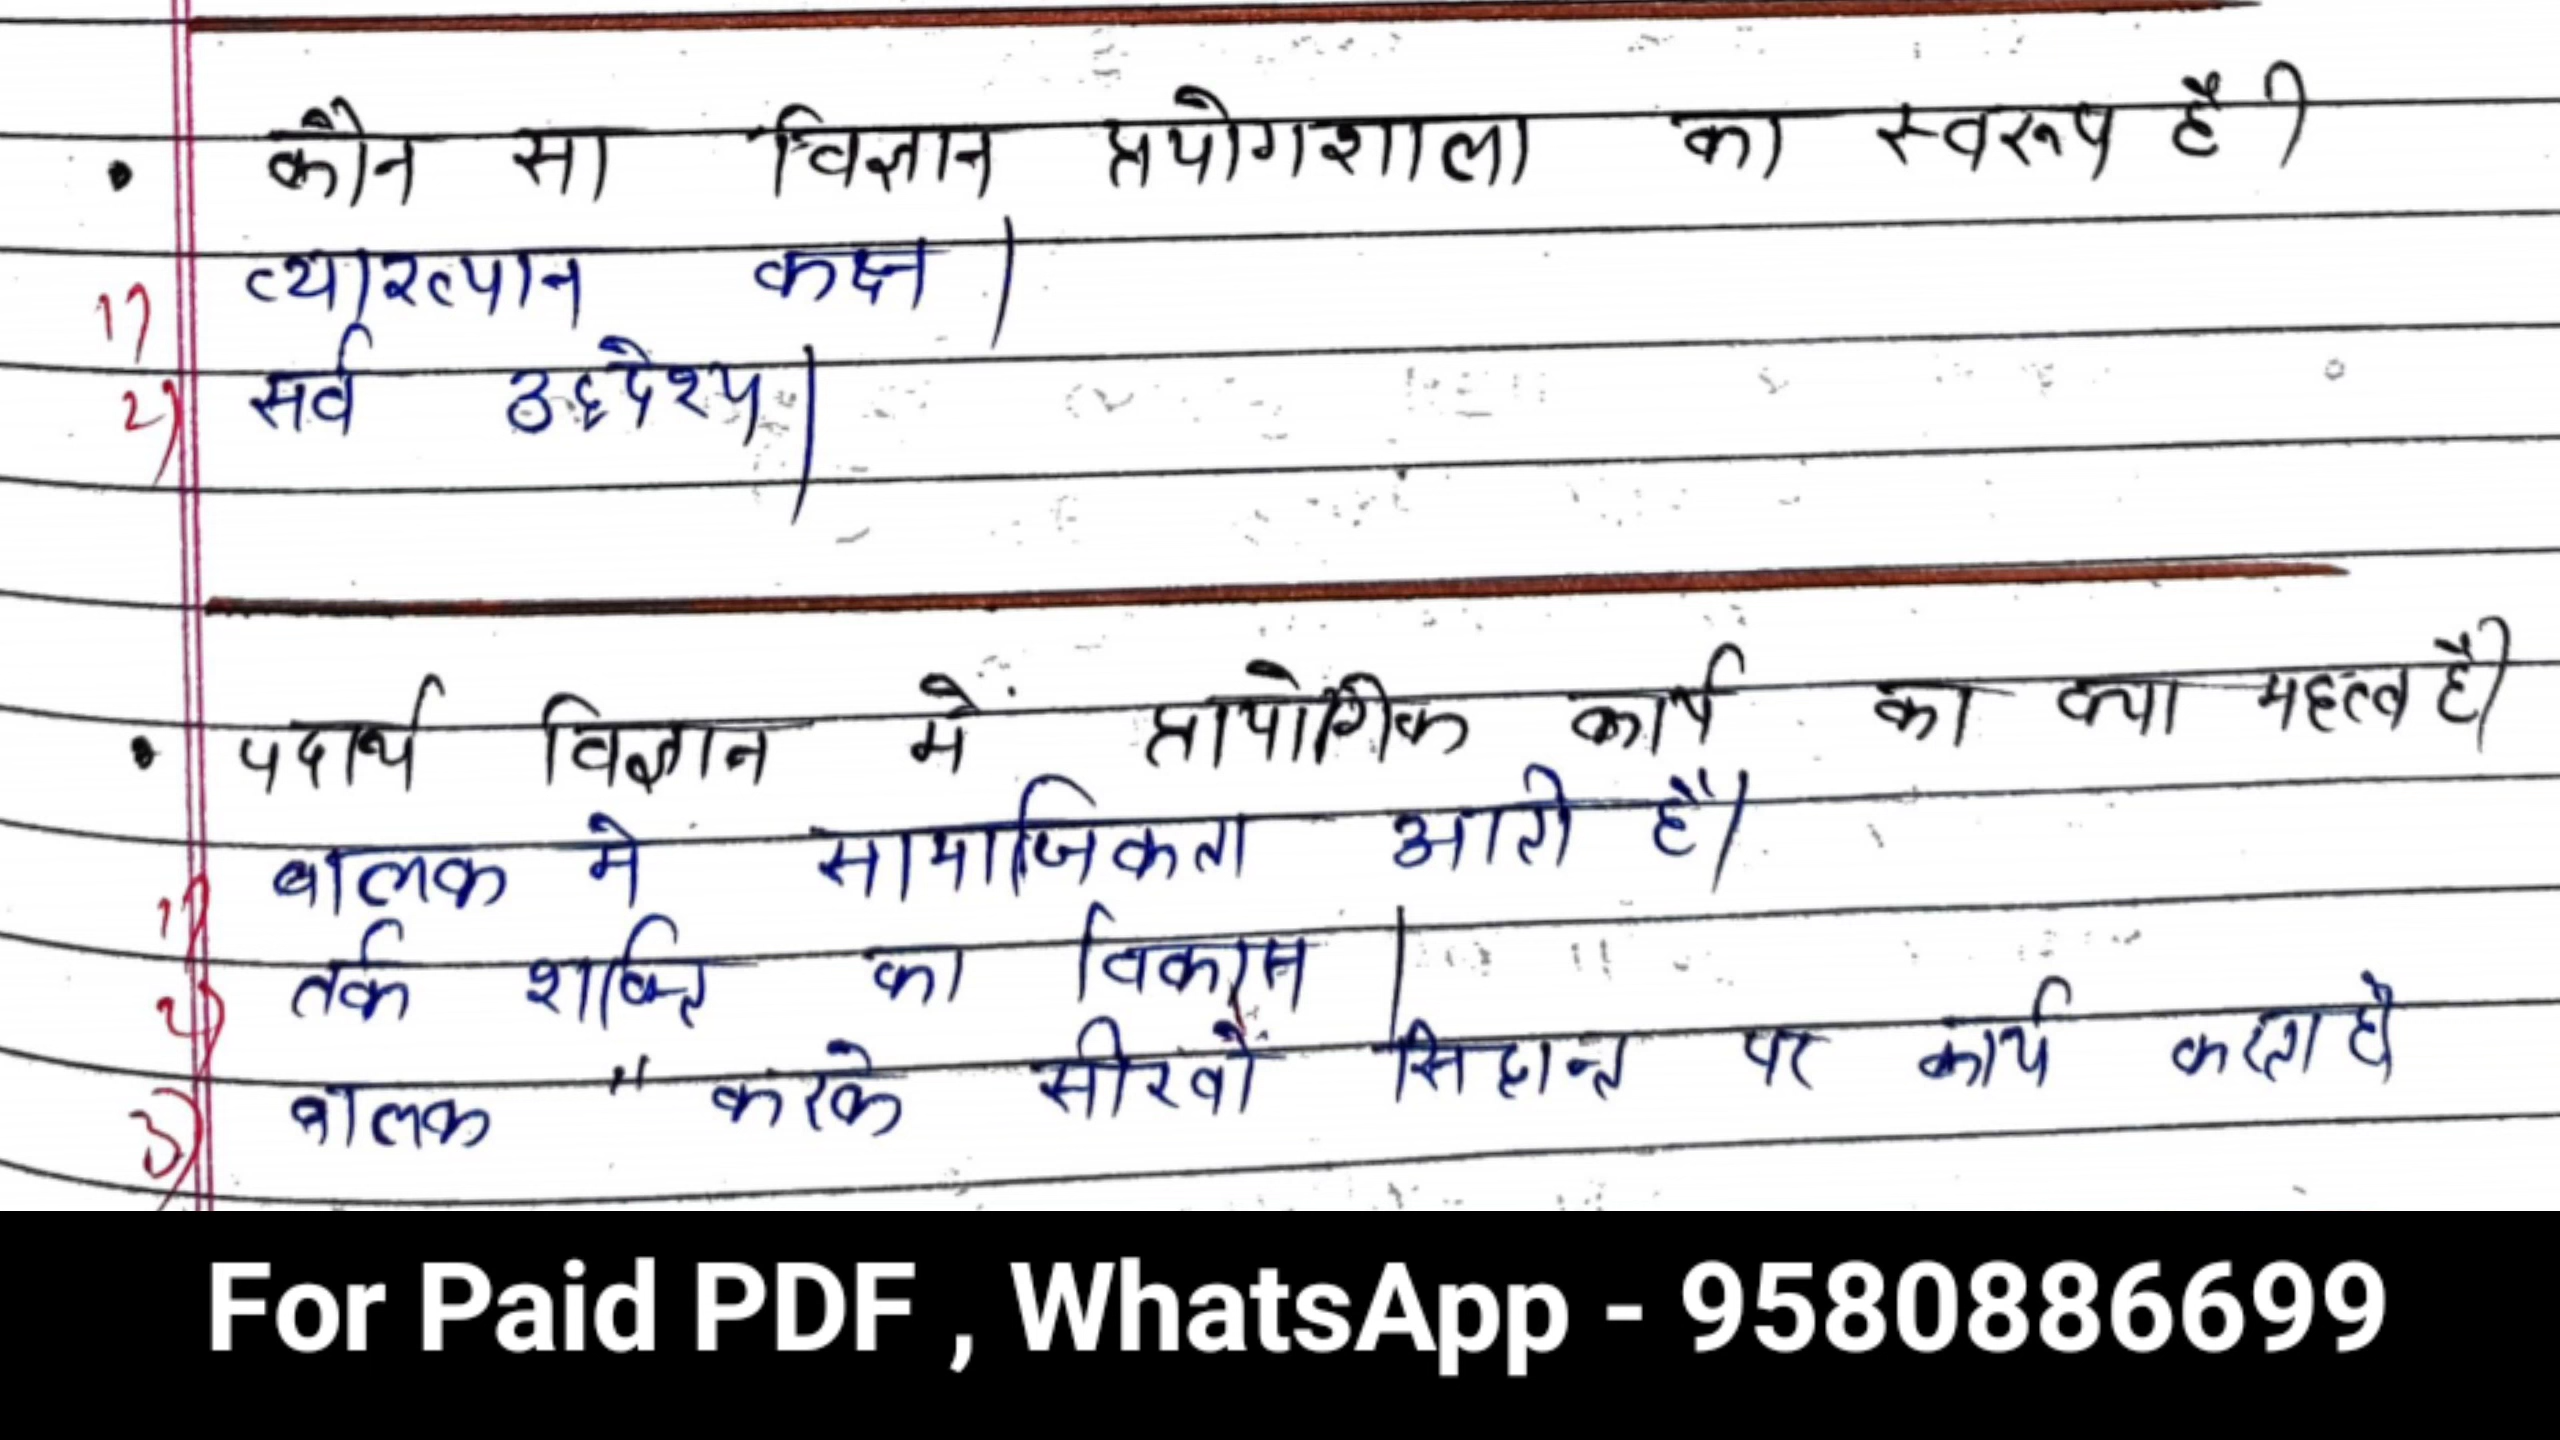 • कौन सा विज्ञान प्रयोगशाला का स्वरूप है?
1) व्याख्यान कक्ष।
2) सर्व उद्देश्य।
• पदार्थ विज्ञान में प्रायोगिक कार्य का क्या महत्व है?
1) बालक मे सामाजिकता आती है।
2) तर्क शक्ति का विकास।
3) बालक " करके सीखो सिद्धान्त पर कार्य करता है
For Paid PDF , WhatsApp - 9580886699